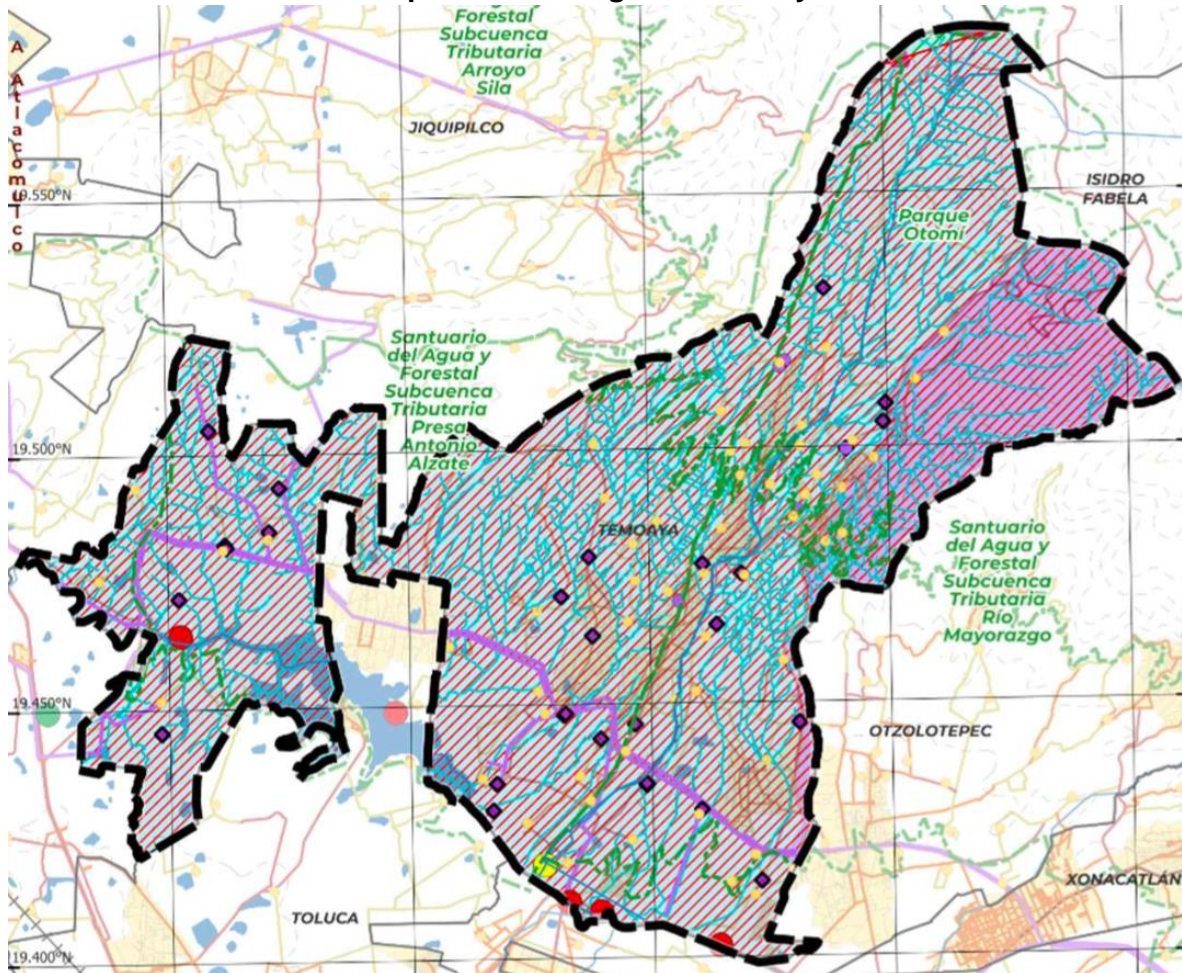 Forestal
Subcuenca
Tributaria
Arroyo
Sila
A
Atlacomulco
JIQUIPILCO
19.550°N
ISIDRO
FABELA
Parque
Otomí
Santuario
del Agua y
Forestal
Subcuenca
Tributaria
Presa
Antonio
Alzate
19.500°N
TEMOAYA
Santuario
del Agua y
Forestal
Subcuenca
Tributaria
Río
Mayorazgo
19.450°N
OTZOLOTEPEC
XONACATLÁN
TOLUCA
19.400°N